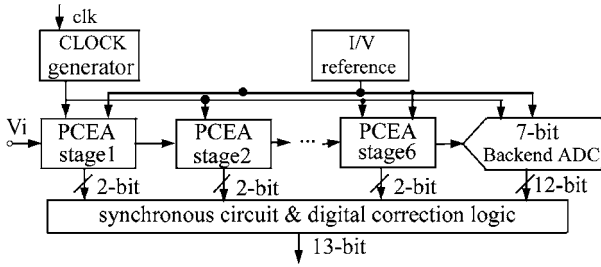 clk
CLOCK
generator
I/V
reference
Vi
PCEA
stage1
PCEA
stage2
...
PCEA
stage6
7-bit
Backend ADC
2-bit
2-bit
2-bit
12-bit
synchronous circuit & digital correction logic
13-bit